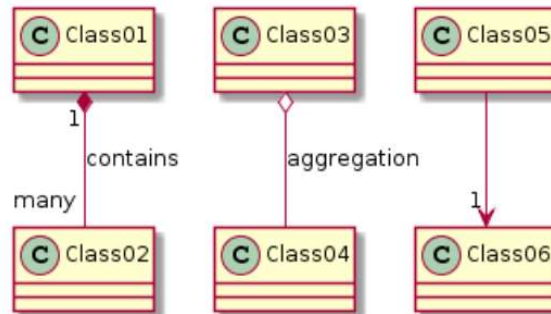 C Class01
C Class03
C Class05
1
contains
aggregation
many
1
C Class02
C Class04
C Class06